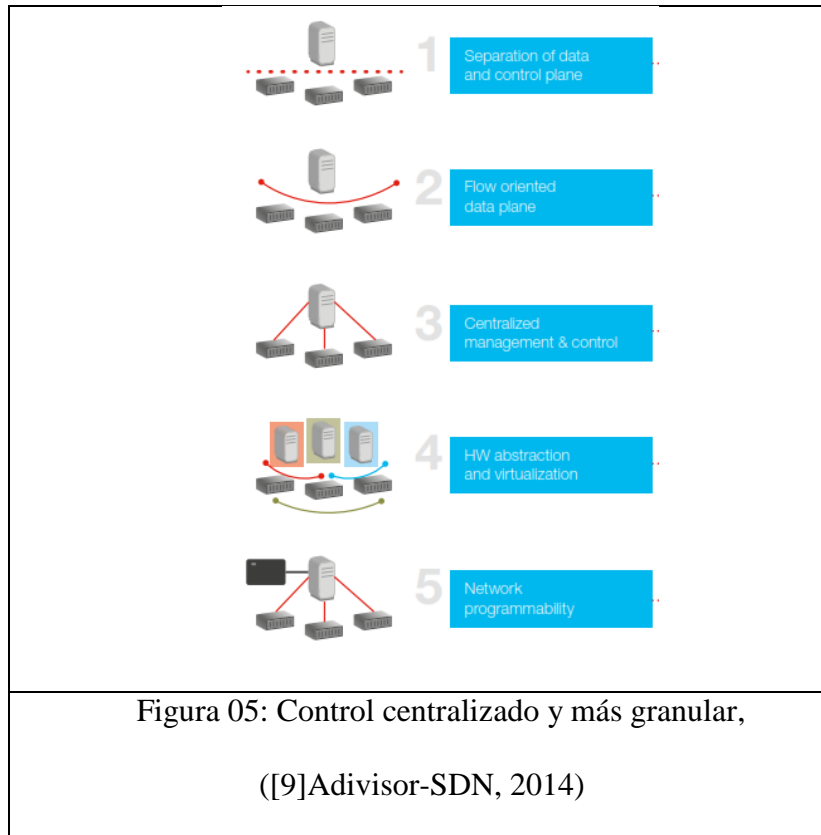 1 Separation of data
and control plane
2 Flow oriented
data plane
3 Centralized
management & control
4 HW abstraction
and virtualization
5 Network
programmability
Figura 05: Control centralizado y más granular,
([9]Adivisor-SDN, 2014)